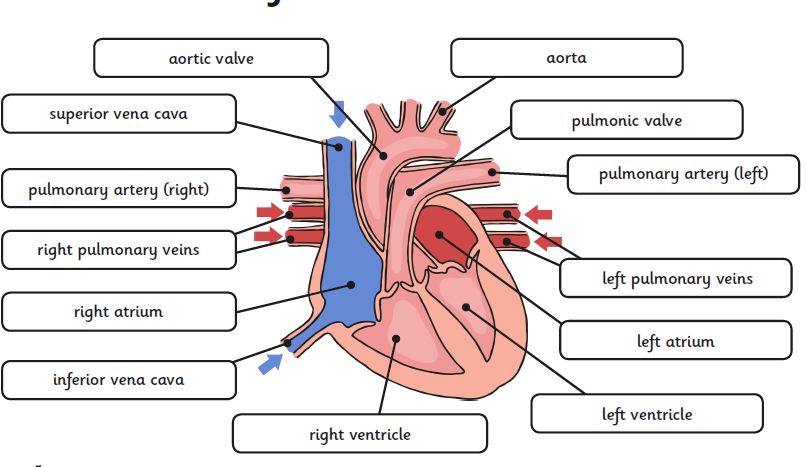 aortic valve
aorta
superior vena cava
pulmonic valve
pulmonary artery (right)
pulmonary artery (left)
right pulmonary veins
left pulmonary veins
right atrium
left atrium
inferior vena cava
left ventricle
right ventricle